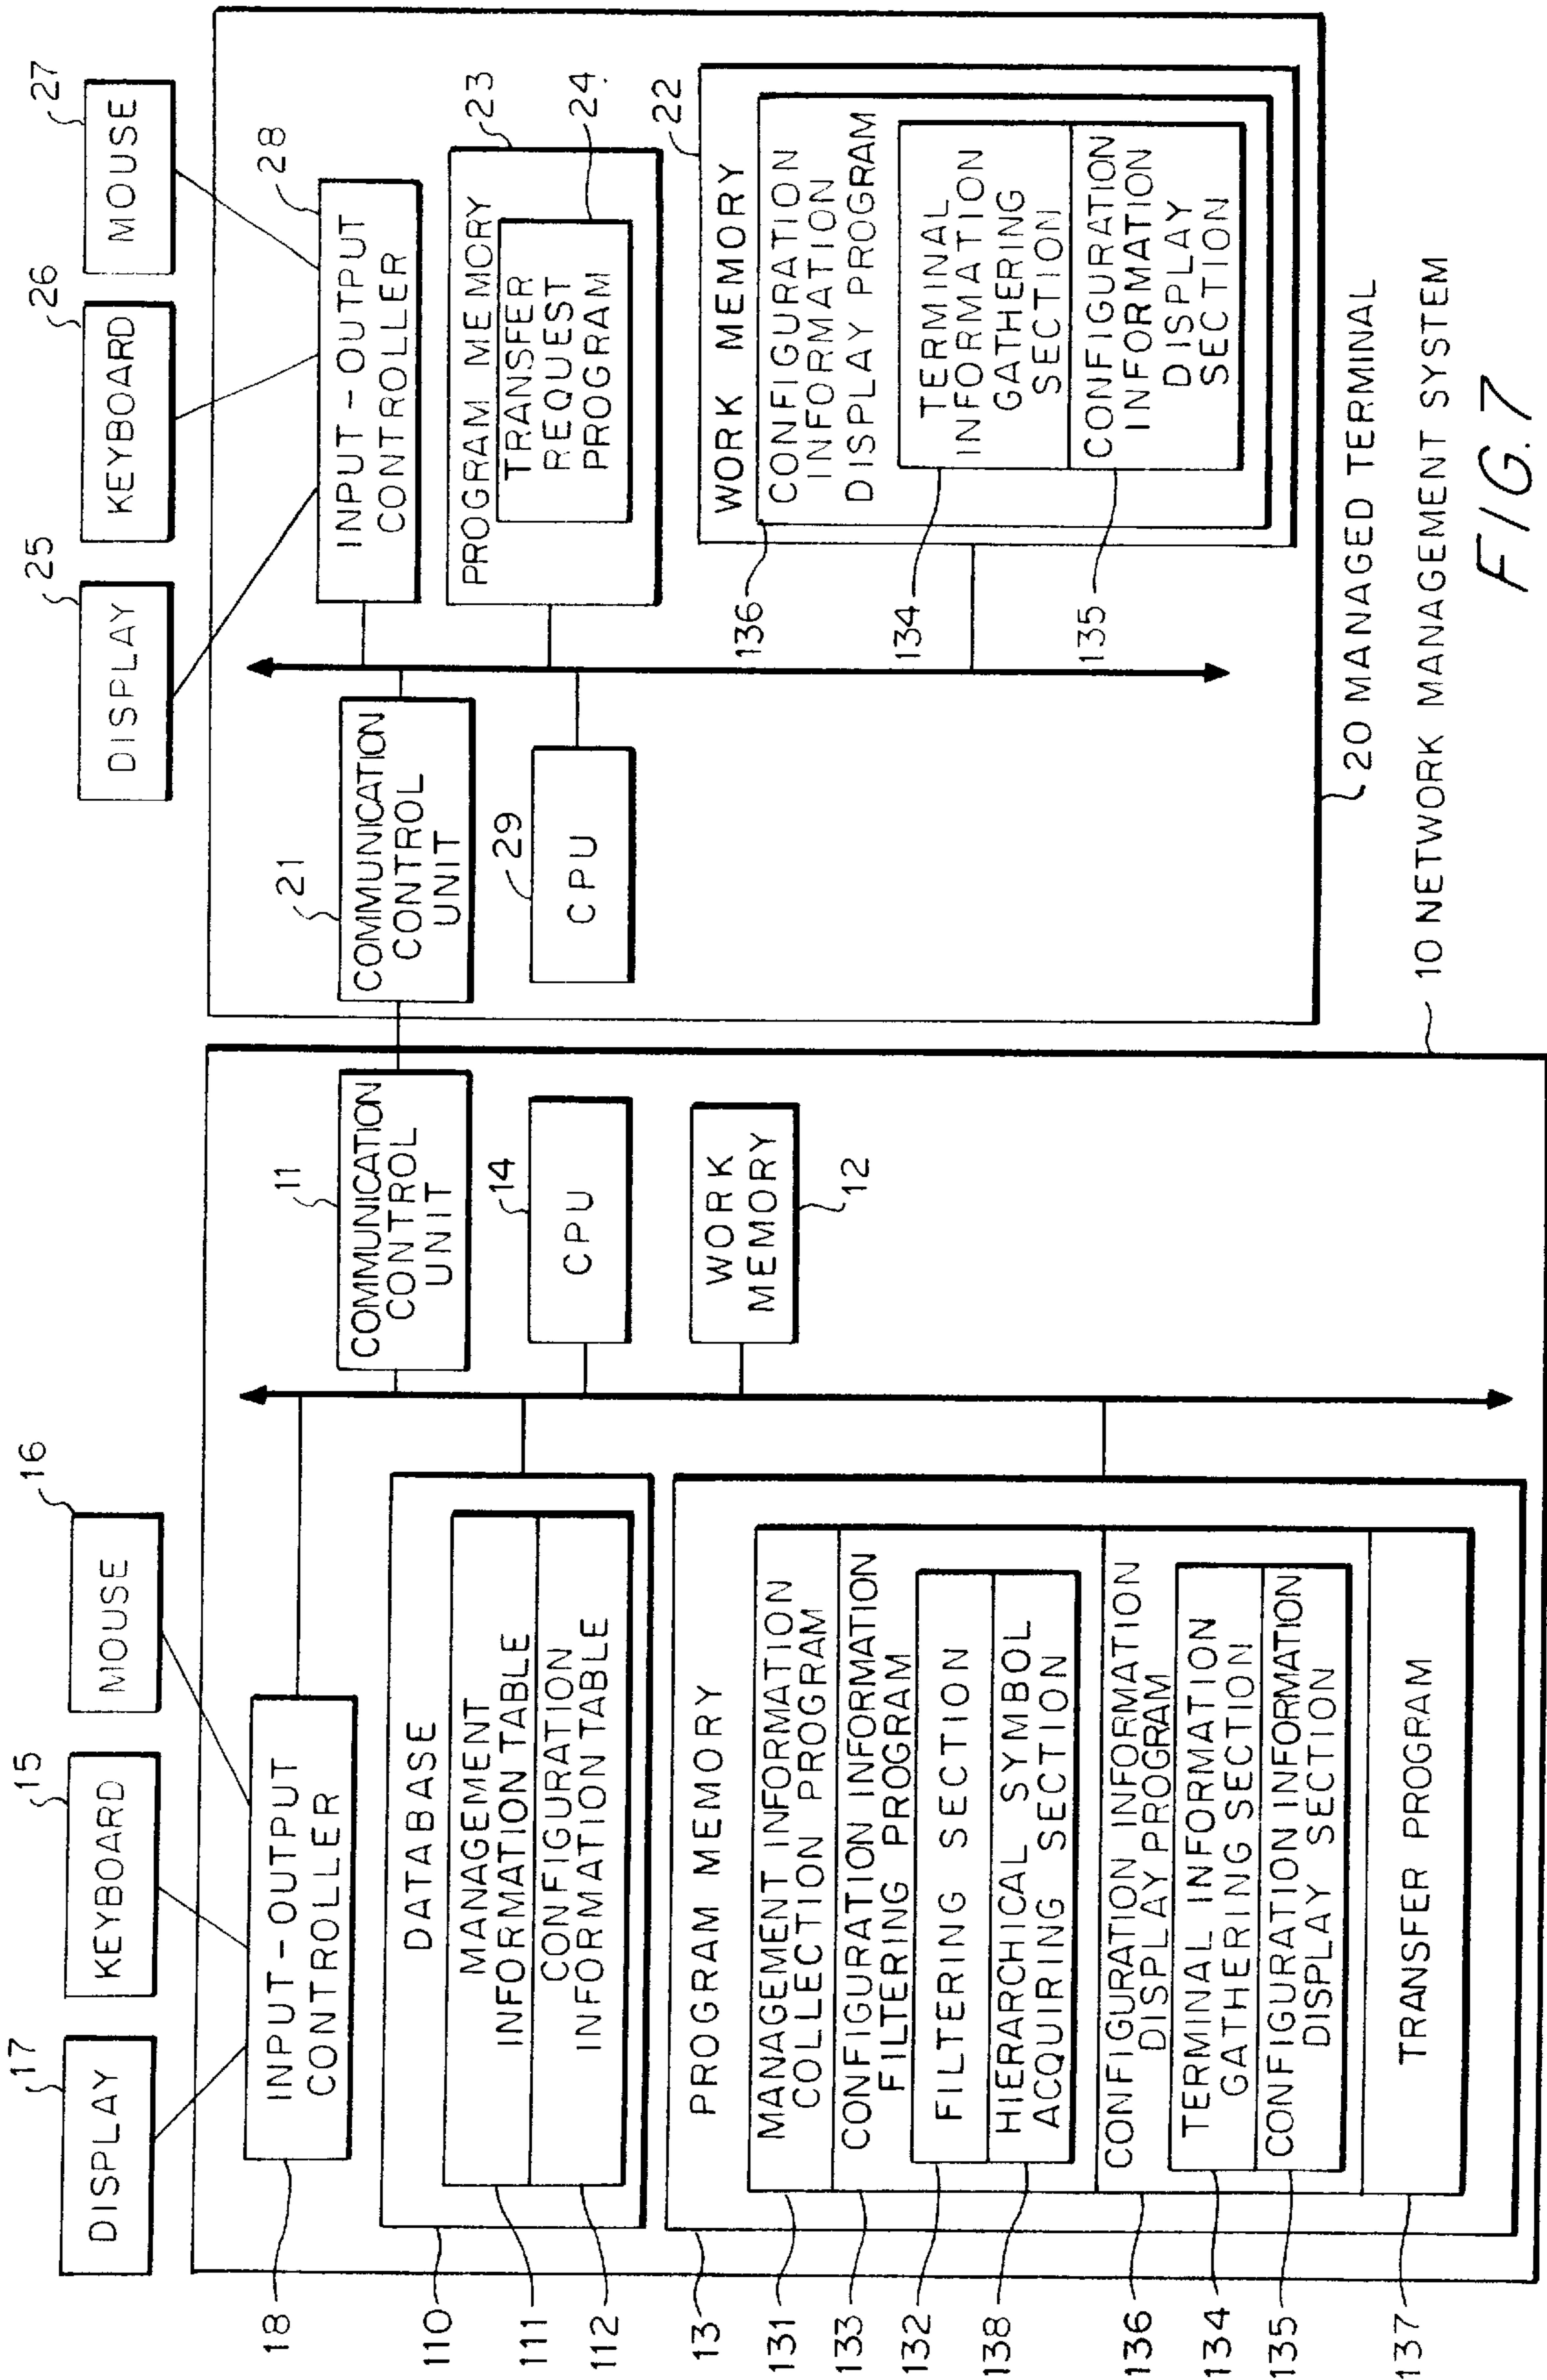 17
DISPLAY
15
KEYBOARD
16
MOUSE
18
INPUT-OUTPUT
CONTROLLER
110
DATABASE
111
MANAGEMENT
INFORMATION TABLE
112
CONFIGURATION
INFORMATION TABLE
13
PROGRAM MEMORY
131
MANAGEMENT INFORMATION
COLLECTION PROGRAM
133
CONFIGURATION INFORMATION
FILTERING PROGRAM
132
FILTERING SECTION
138
HIERARCHICAL SYMBOL
ACQUIRING SECTION
136
CONFIGURATION INFORMATION
DISPLAY PROGRAM
134
TERMINAL INFORMATION
GATHERING SECTION
135
CONFIGURATION INFORMATION
DISPLAY SECTION
137
TRANSFER PROGRAM
11
COMMUNICATION
CONTROL
UNIT
14
CPU
WORK
MEMORY
12
10 NETWORK MANAGEMENT SYSTEM
25
DISPLAY
26
KEYBOARD
27
MOUSE
28
INPUT-OUTPUT
CONTROLLER
21
COMMUNICATION
CONTROL
UNIT
29
CPU
23
PROGRAM MEMORY
24
TRANSFER
REQUEST
PROGRAM
22
WORK MEMORY
136
CONFIGURATION
INFORMATION
DISPLAY PROGRAM
134
TERMINAL
INFORMATION
GATHERING
SECTION
135
CONFIGURATION
INFORMATION
DISPLAY
SECTION
20 MANAGED TERMINAL
FIG. 7